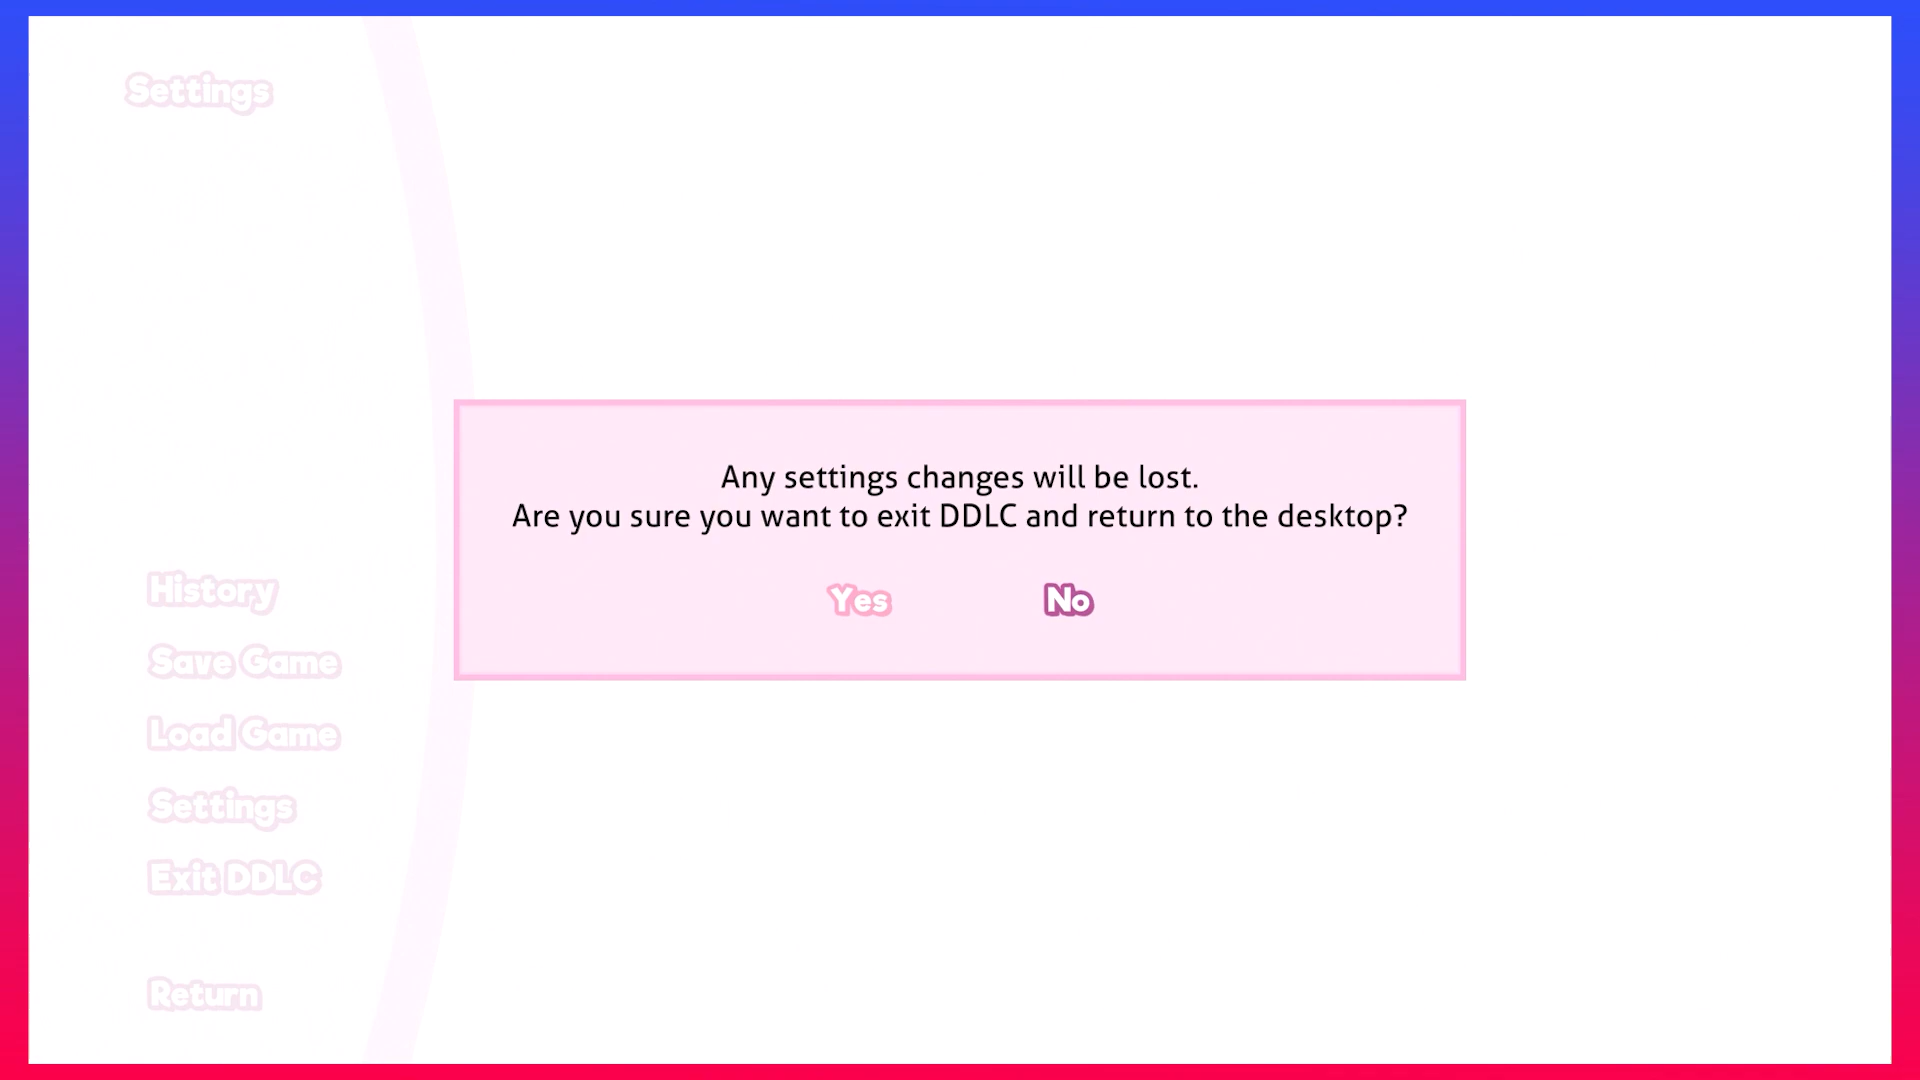 Settings
Any settings changes will be lost.
Are you sure you want to exit DDLC and return to the desktop?
Yes
No
History
Save Game
Load Game
Settings
Exit DDLC
Return